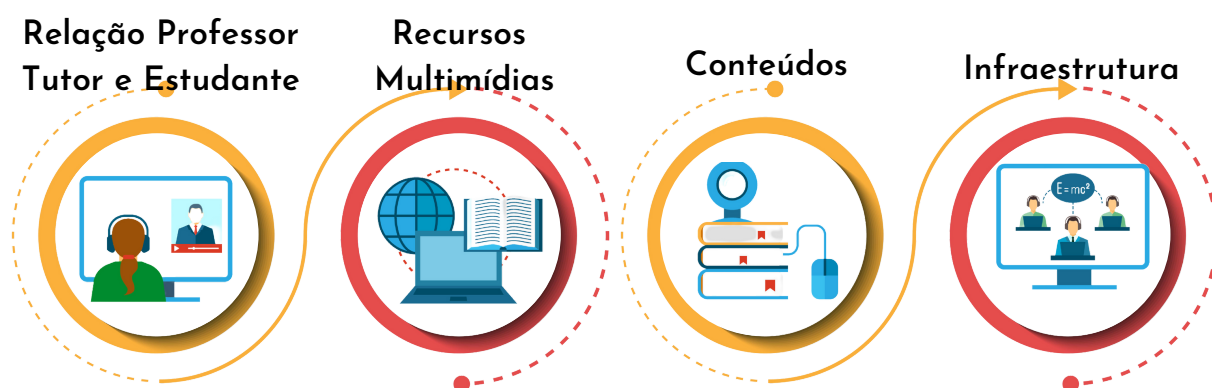 Relação Professor
Tutor e Estudante
Recursos
Multimídias
Conteúdos
Infraestrutura
E=mc²